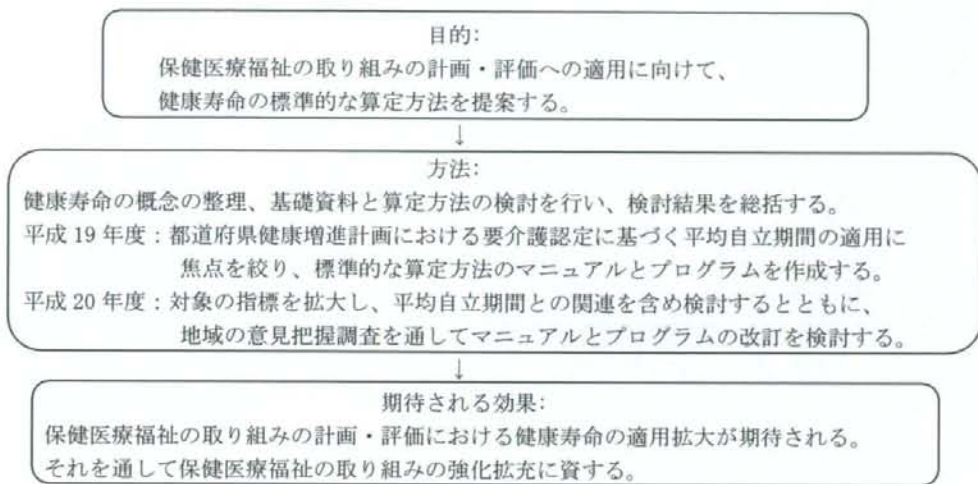 目的:
保健医療福祉の取り組みの計画・評価への適用に向けて、
健康寿命の標準的な算定方法を提案する。
↓
方法:
健康寿命の概念の整理、基礎資料と算定方法の検討を行い、検討結果を総括する。
平成 19 年度：都道府県健康増進計画における要介護認定に基づく平均自立期間の適用に
焦点を絞り、標準的な算定方法のマニュアルとプログラムを作成する。
平成 20 年度：対象の指標を拡大し、平均自立期間との関連を含め検討するとともに、
地域の意見把握調査を通してマニュアルとプログラムの改訂を検討する。
↓
期待される効果:
保健医療福祉の取り組みの計画・評価における健康寿命の適用拡大が期待される。
それを通して保健医療福祉の取り組みの強化拡充に資する。